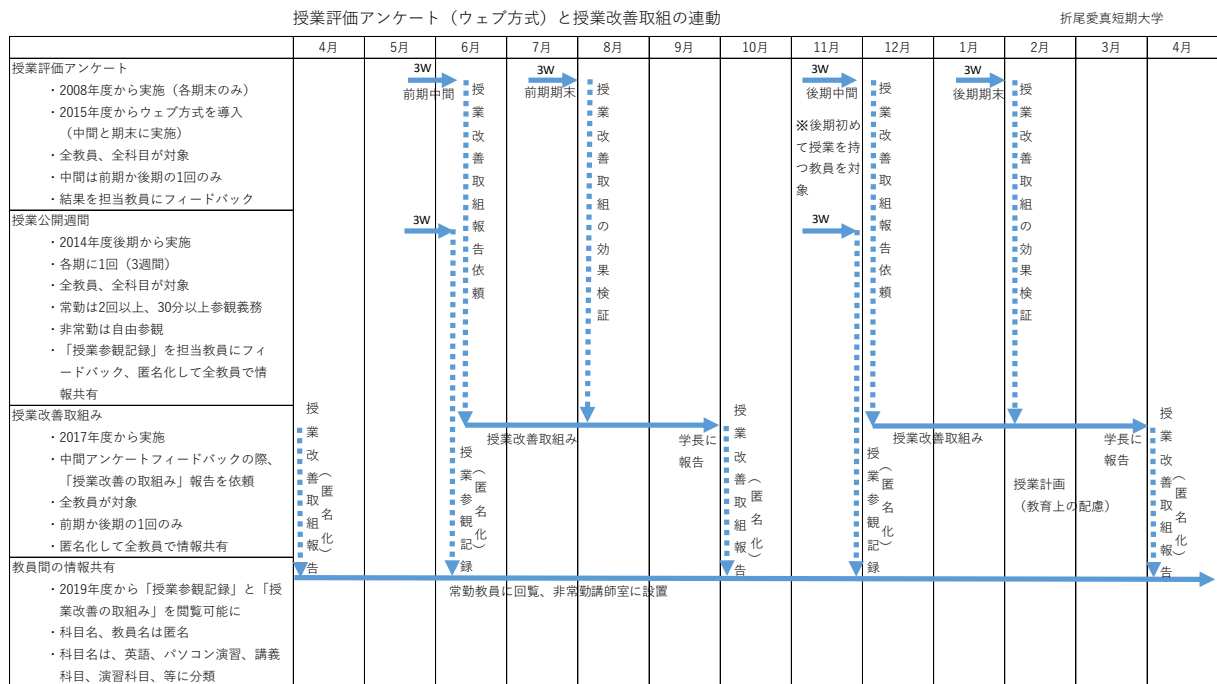 授業評価アンケート（ウェブ方式）と授業改善取組の連動
折尾愛真短期大学
4月 5月 6月 7月 8月 9月 10月 11月 12月 1月 2月 3月 4月
授業評価アンケート
・2008年度から実施（各期末のみ）
・2015年度からウェブ方式を導入
（中間と期末に実施）
・全教員、全科目が対象
・中間は前期か後期の1回のみ
・結果を担当教員にフィードバック
3W
前期中間
3W
前期期末
3W
後期中間
※後期初め
て授業を持
つ教員を対
象
3W
後期期末
授業改善取組報告依頼
授業改善取組の効果検証
授業改善取組報告依頼
授業改善取組の効果検証
授業公開週間
・2014年度後期から実施
・各期に1回（3週間）
・全教員、全科目が対象
・常勤は2回以上、30分以上参観義務
・非常勤は自由参観
・「授業参観記録」を担当教員にフィ
ードバック、匿名化して全教員で情
報共有
3W
3W
授業改善取組み
・2017年度から実施
・中間アンケートフィードバックの際、
「授業改善の取組み」報告を依頼
・全教員が対象
・前期か後期の1回のみ
・匿名化して全教員で情報共有
授業改善取組報告
（匿名化）
授業改善取組み
学長に
報告
授業参観記録
（匿名化）
授業改善取組報告
（匿名化）
授業改善取組み
学長に
報告
授業参観記録
（匿名化）
授業計画
（教育上の配慮）
授業改善取組報告
（匿名化）
教員間の情報共有
・2019年度から「授業参観記録」と「授
業改善の取組み」を閲覧可能に
・科目名、教員名は匿名
・科目名は、英語、パソコン演習、講義
科目、演習科目、等に分類
常勤教員に回覧、非常勤講師室に設置